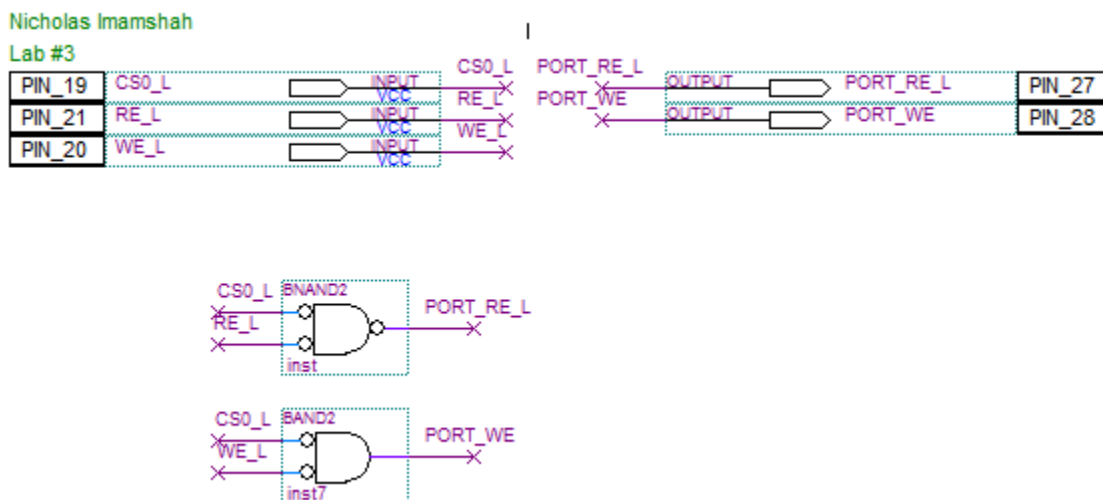 Nicholas Imamshah
Lab #3
CS0_L PORT_RE_L
PIN_19 CS0_L INPUT VCC OUTPUT PORT_RE_L PIN_27
RE_L PORT_WE
PIN_21 RE_L INPUT VCC OUTPUT PORT_WE PIN_28
WE_L
PIN_20 WE_L INPUT VCC
CS0_L BNAND2
PORT_RE_L
RE_L
inst
CS0_L BAND2
PORT_WE
WE_L
inst7